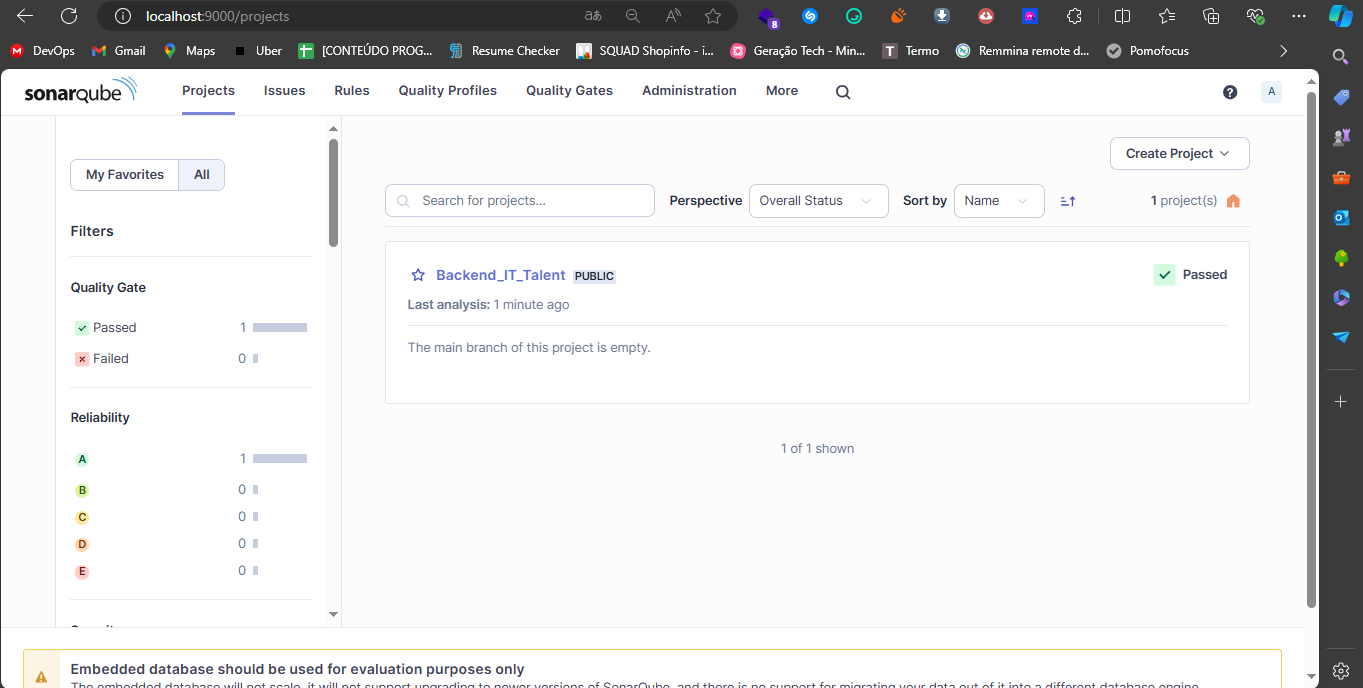 localhost:9000/projects
aあ
A
8
DevOps
Gmail
Maps
Uber
[CONTEÚDO PROG...
Resume Checker
SQUAD Shopinfo - i...
Geração Tech - Min...
T
Termo
Remmina remote d...
Pomofocus
sonarqube
Projects
Issues
Rules
Quality Profiles
Quality Gates
Administration
More
?
A
My Favorites
All
Create Project
Search for projects...
Perspective
Overall Status
Sort by
Name
1 project(s)
Filters
Quality Gate
Passed 1
Failed 0
Reliability
A 1
B 0
C 0
D 0
E 0
Backend_IT_Talent PUBLIC
Passed
Last analysis: 1 minute ago
The main branch of this project is empty.
1 of 1 shown
Embedded database should be used for evaluation purposes only
The embedded database will not scale, it will not support upgrading to newer versions of SonarQube, and there is no support for migrating your data out of it into a different database engine.